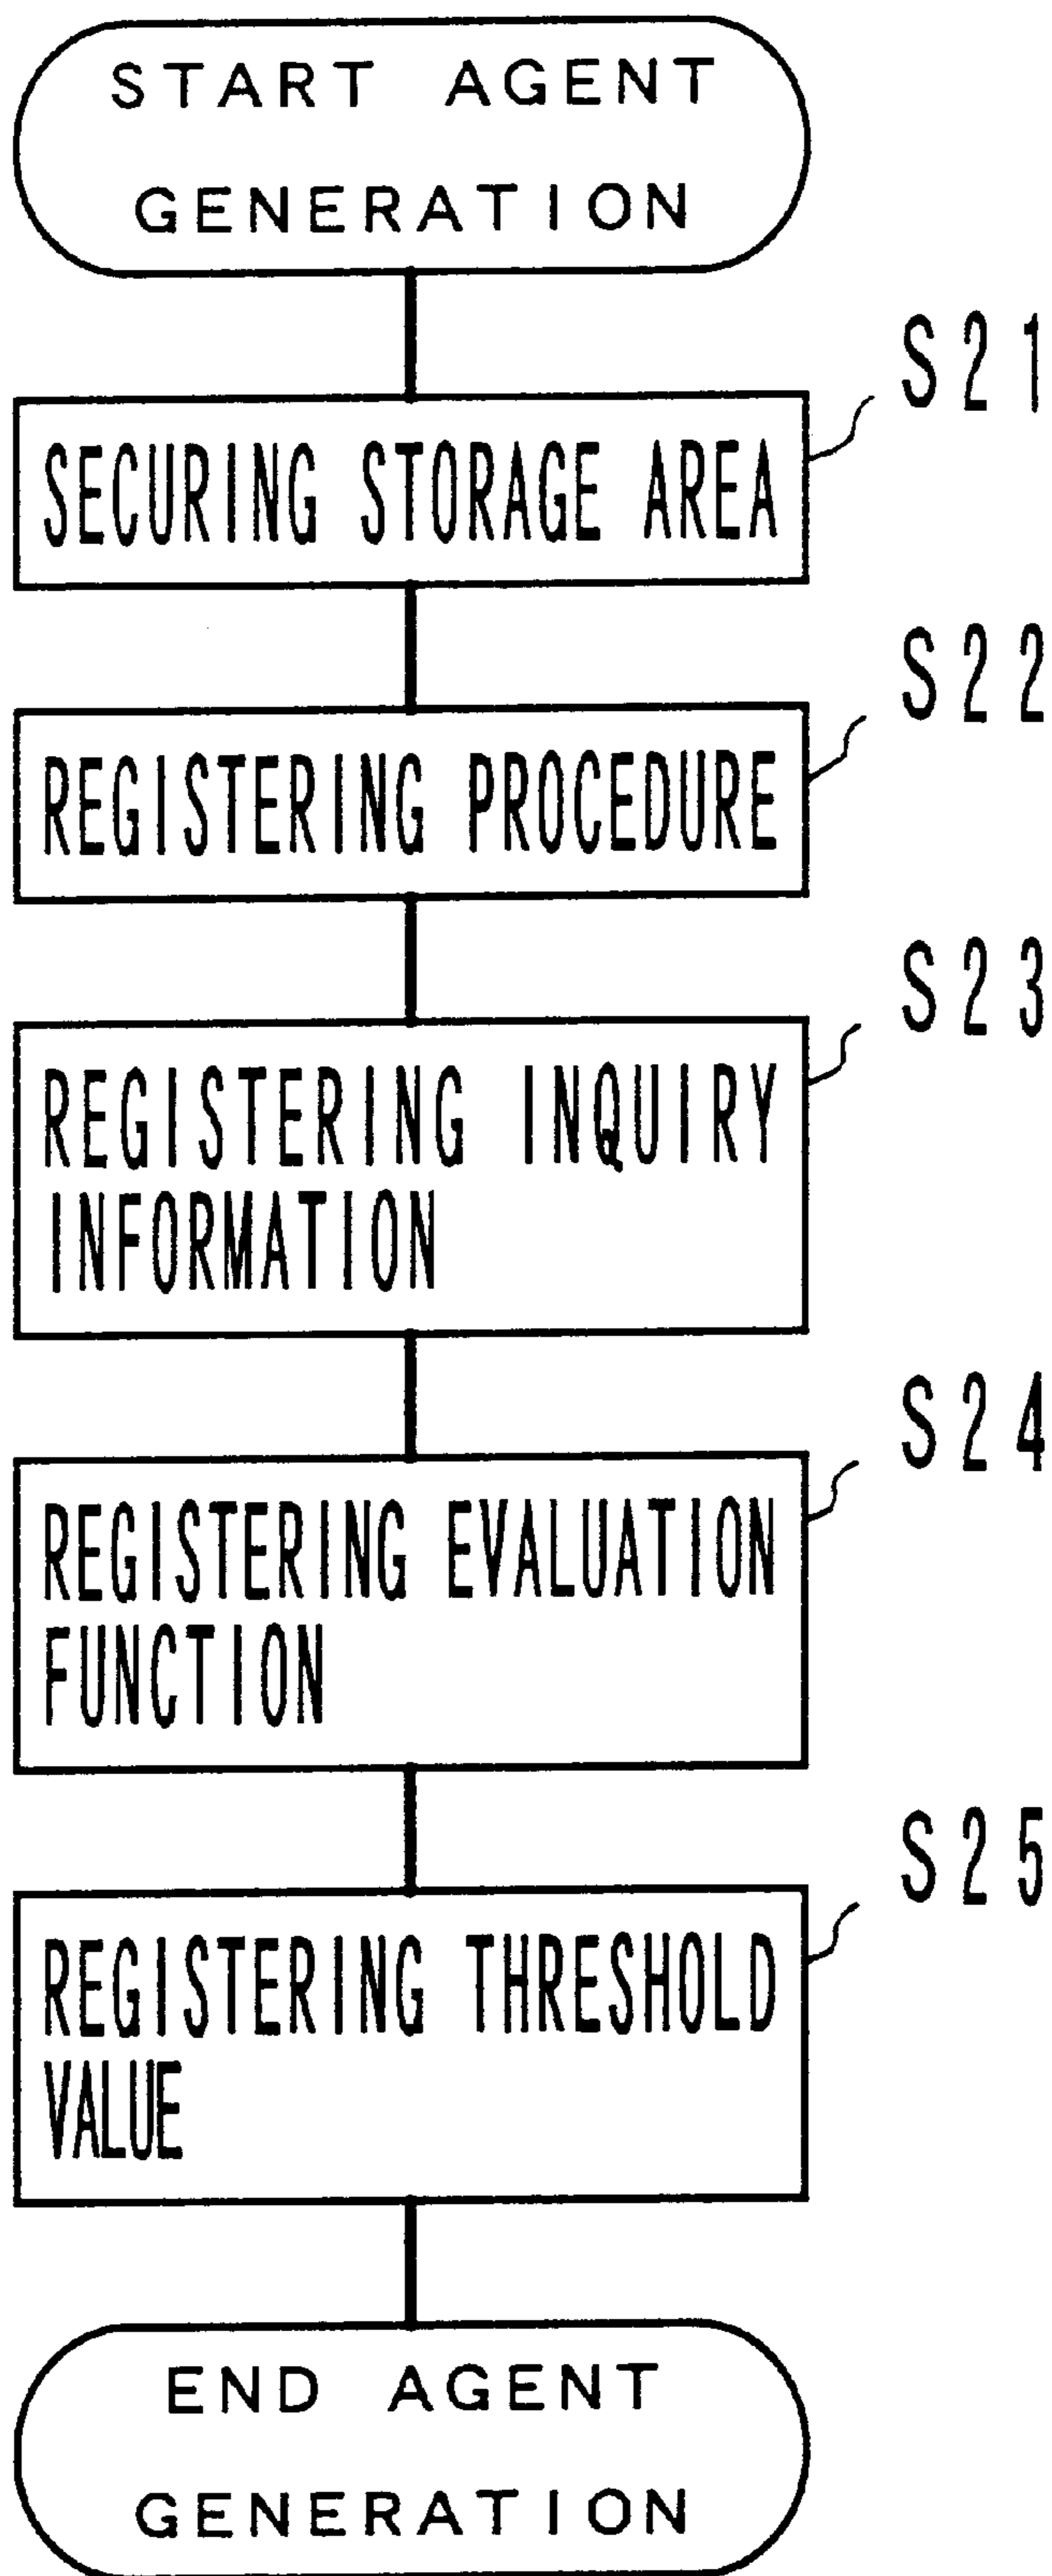 START AGENT
GENERATION
S21
SECURING STORAGE AREA
S22
REGISTERING PROCEDURE
S23
REGISTERING INQUIRY
INFORMATION
S24
REGISTERING EVALUATION
FUNCTION
S25
REGISTERING THRESHOLD
VALUE
END AGENT
GENERATION